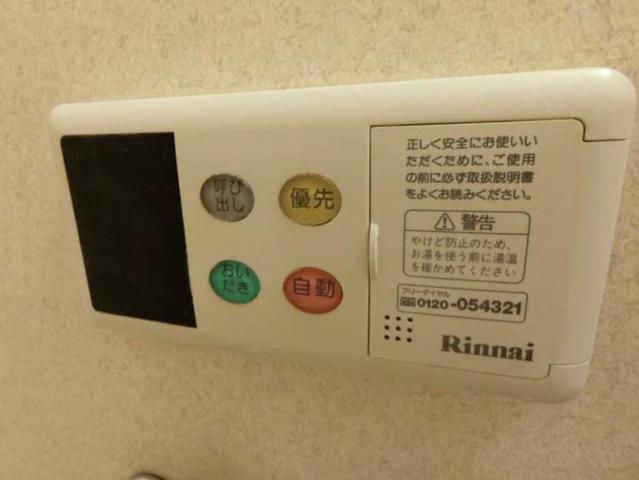 呼び
出し
優先
おい
だき
自動
正しく安全にお使いい
ただくために、ご使用
の前に必ず取扱説明書
をよくお読みください。
警告
やけど防止のため、
お湯を使う前に湯温
を確かめてください
フリーダイヤル
0120-054321
Rinnai